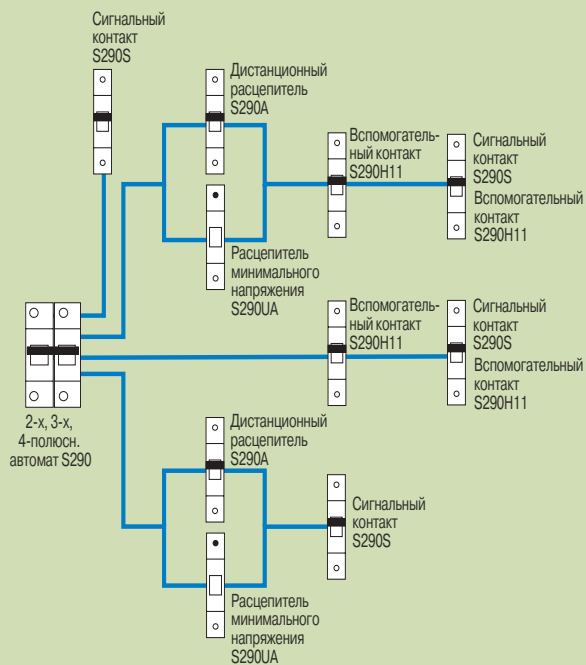 Сигнальный
контакт
S290S
Дистанционный
расцепитель
S290A
Вспомогатель-
ный контакт
S290H11
Сигнальный
контакт
S290S
Вспомогательный
контакт
S290H11
Расцепитель
минимального
напряжения
S290UA
Вспомогатель-
ный контакт
S290H11
Сигнальный
контакт
S290S
Вспомогательный
контакт
S290H11
2-х, 3-х,
4-полюсн.
автомат S290
Дистанционный
расцепитель
S290A
Сигнальный
контакт
S290S
Расцепитель
минимального
напряжения
S290UA